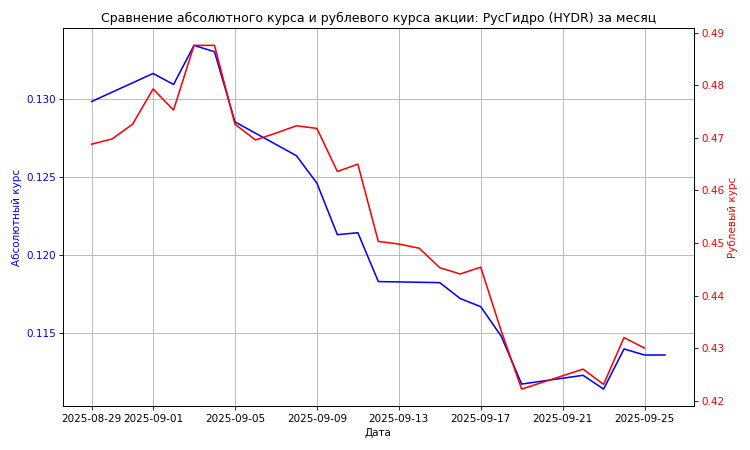 Сравнение абсолютного курса и рублевого курса акции: РусГидро (HYDR) за месяц
0.130
0.125
0.120
0.115
Абсолютный курс
0.49
0.48
0.47
0.46
0.45
0.44
0.43
0.42
Рублевый курс
2025-08-29 2025-09-01 2025-09-05 2025-09-09 2025-09-13 2025-09-17 2025-09-21 2025-09-25
Дата